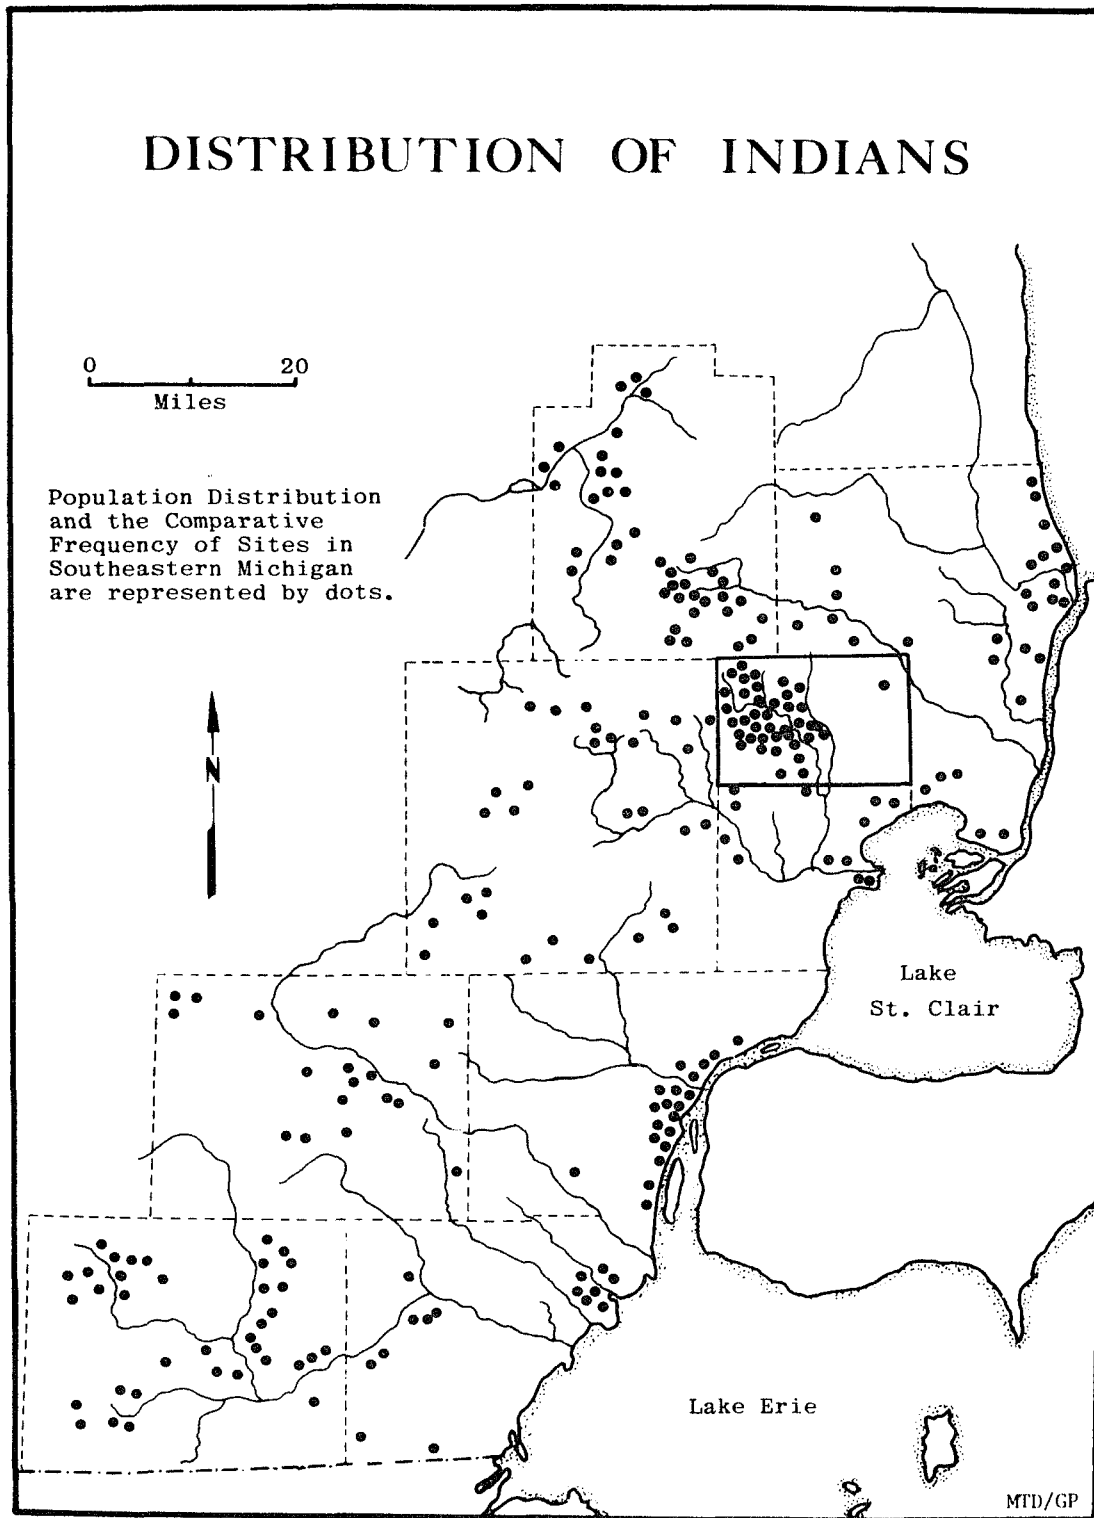 DISTRIBUTION OF INDIANS
0 20
Miles
Population Distribution
and the Comparative
Frequency of Sites in
Southeastern Michigan
are represented by dots.
N
Lake
St. Clair
Lake Erie
MTD/GP